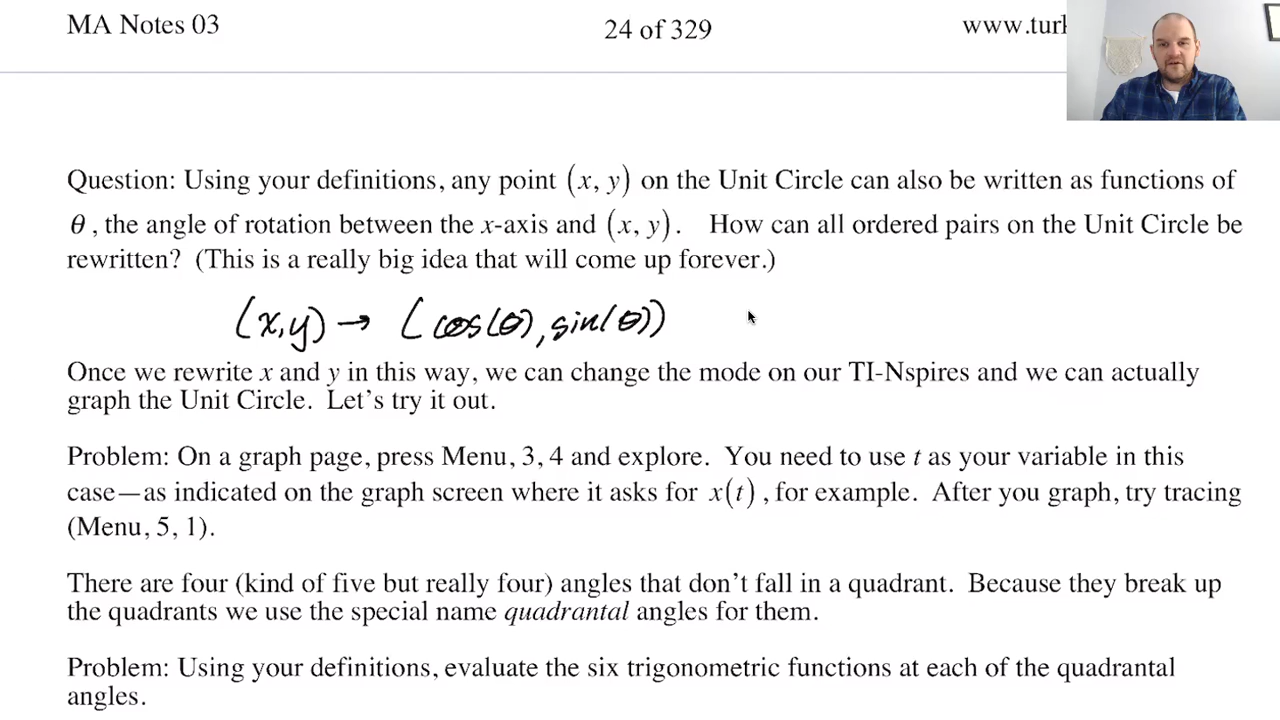 MA Notes 03
24 of 329
www.turk
Question: Using your definitions, any point (x, y) on the Unit Circle can also be written as functions of
θ, the angle of rotation between the x-axis and (x, y). How can all ordered pairs on the Unit Circle be
rewritten? (This is a really big idea that will come up forever.)
(x,y) → (cos(θ), sin(θ))
Once we rewrite x and y in this way, we can change the mode on our TI-Nspires and we can actually
graph the Unit Circle. Let's try it out.
Problem: On a graph page, press Menu, 3, 4 and explore. You need to use t as your variable in this
case—as indicated on the graph screen where it asks for x(t), for example. After you graph, try tracing
(Menu, 5, 1).
There are four (kind of five but really four) angles that don't fall in a quadrant. Because they break up
the quadrants we use the special name quadrantal angles for them.
Problem: Using your definitions, evaluate the six trigonometric functions at each of the quadrantal
angles.